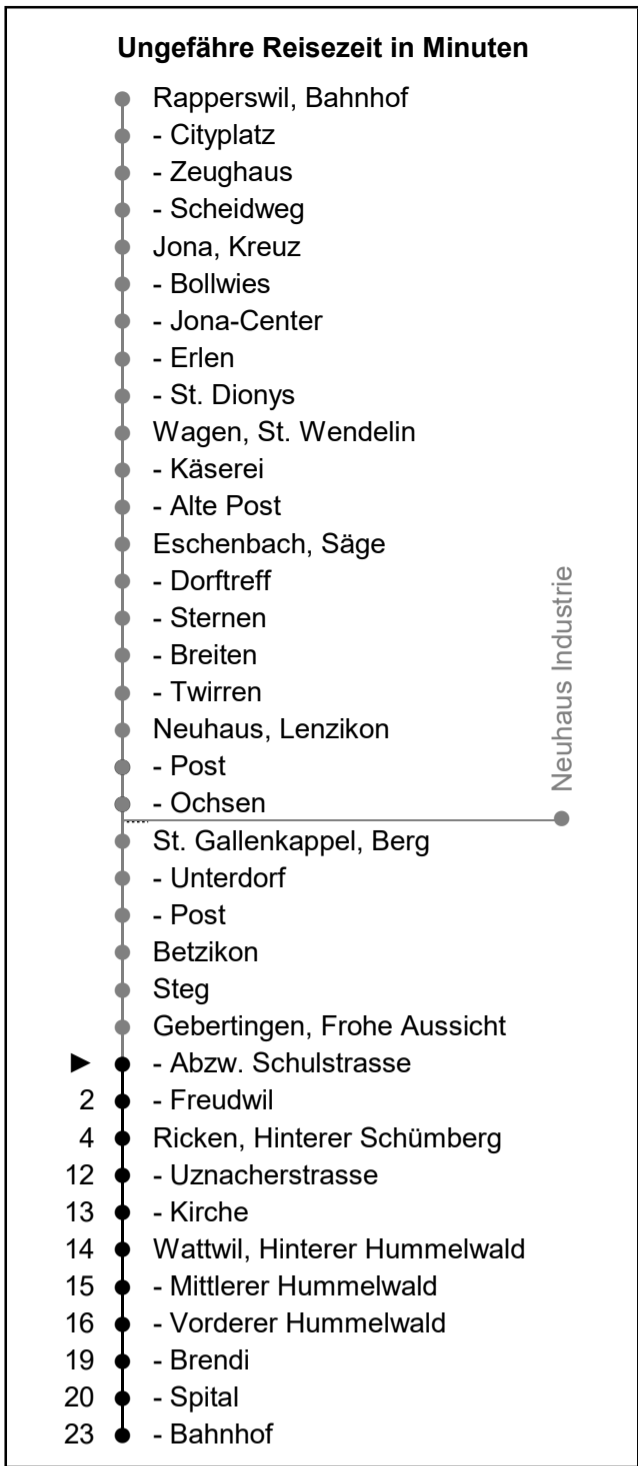 Ungefähre Reisezeit in Minuten
Rapperswil, Bahnhof
- Cityplatz
- Zeughaus
- Scheidweg
Jona, Kreuz
- Bollwies
- Jona-Center
- Erlen
- St. Dionys
Wagen, St. Wendelin
- Käserei
- Alte Post
Eschenbach, Säge
- Dorftreff
- Sternen
- Breiten
- Twirren
Neuhaus, Lenzikon
- Post
- Ochsen
Neuhaus Industrie
St. Gallenkappel, Berg
- Unterdorf
- Post
Betzikon
Steg
Gebertingen, Frohe Aussicht
► - Abzw. Schulstrasse
2 - Freudwil
4 Ricken, Hinterer Schümberg
12 - Uznacherstrasse
13 - Kirche
14 Wattwil, Hinterer Hummelwald
15 - Mittlerer Hummelwald
16 - Vorderer Hummelwald
19 - Brendi
20 - Spital
23 - Bahnhof